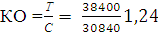 КО = Т/С = 38400/30840 1,24